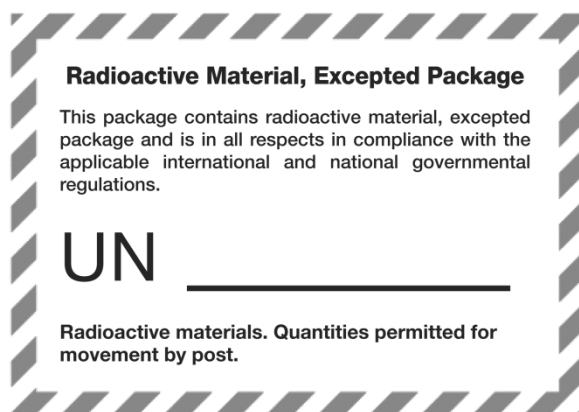 Radioactive Material, Excepted Package
This package contains radioactive material, excepted
package and is in all respects in compliance with the
applicable international and national governmental
regulations.
UN
Radioactive materials. Quantities permitted for
movement by post.